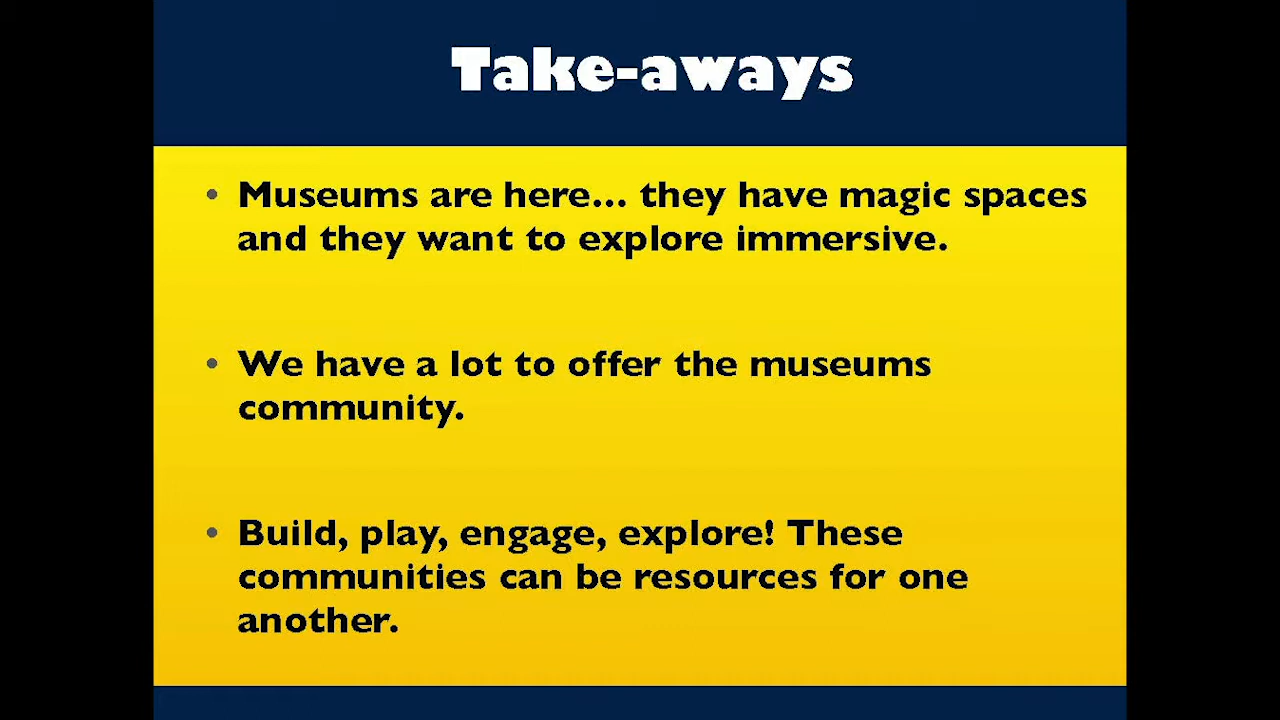 Take-aways
• Museums are here... they have magic spaces
and they want to explore immersive.
• We have a lot to offer the museums
community.
• Build, play, engage, explore! These
communities can be resources for one
another.